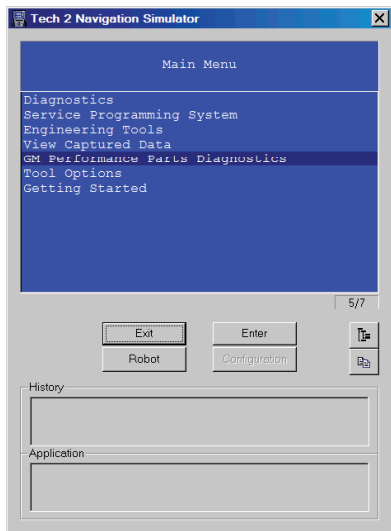 Tech 2 Navigation Simulator
Main Menu
Diagnostics
Service Programming System
Engineering Tools
View Captured Data
GM Performance Parts Diagnostics
Tool Options
Getting Started
5/7
Exit
Enter
Robot
Configuration
History
Application